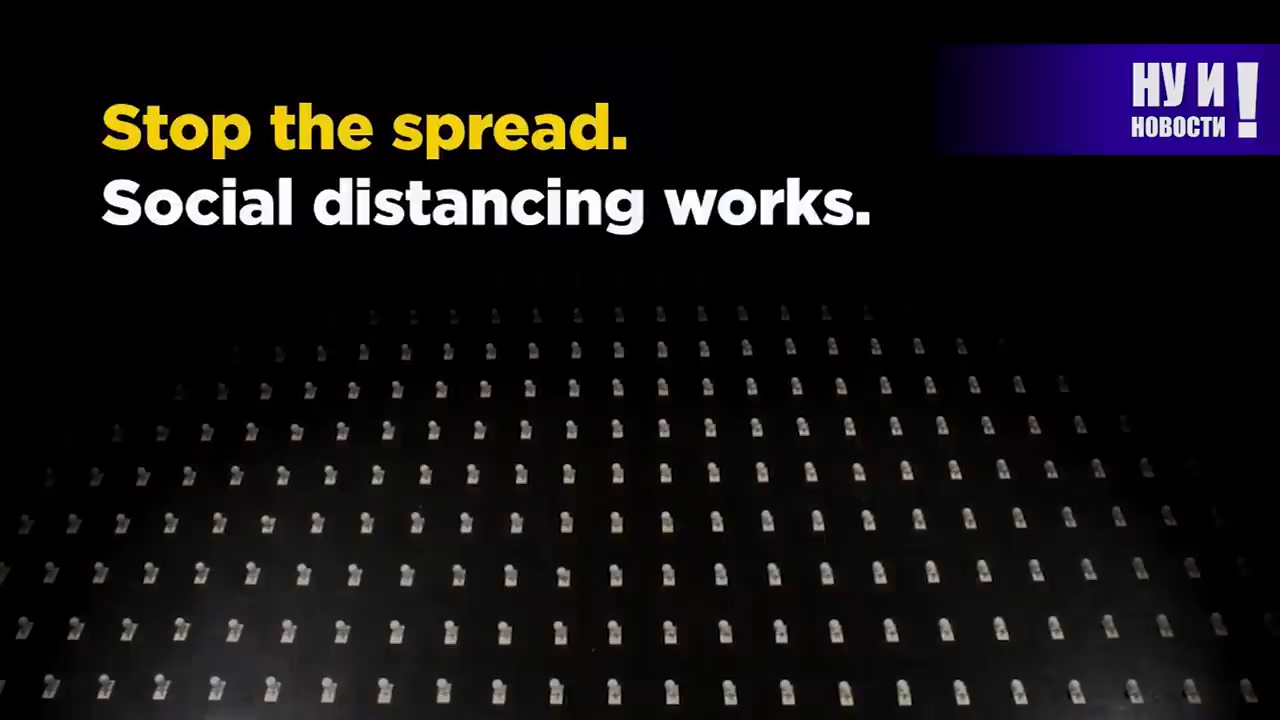 Stop the spread.
Social distancing works.
НУ И !
НОВОСТИ